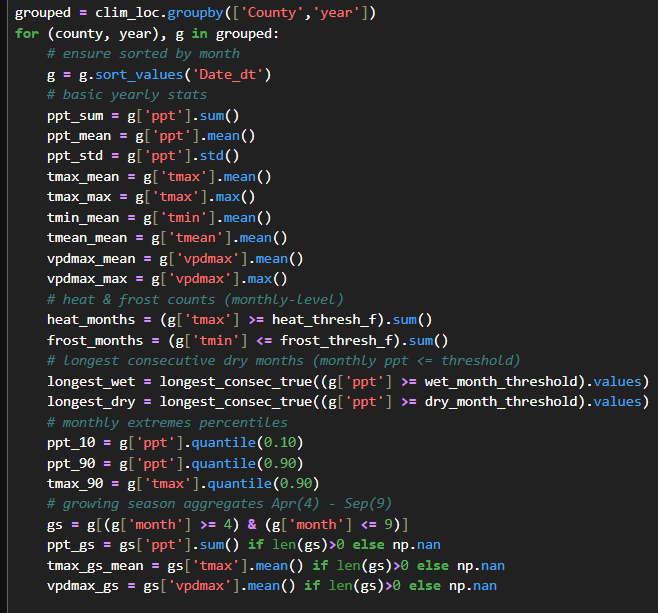 grouped = clim_loc.groupby(['County','year'])
for (county, year), g in grouped:
    # ensure sorted by month
    g = g.sort_values('Date_dt')
    # basic yearly stats
    ppt_sum = g['ppt'].sum()
    ppt_mean = g['ppt'].mean()
    ppt_std = g['ppt'].std()
    tmax_mean = g['tmax'].mean()
    tmax_max = g['tmax'].max()
    tmin_mean = g['tmin'].mean()
    tmean_mean = g['tmean'].mean()
    vpdmax_mean = g['vpdmax'].mean()
    vpdmax_max = g['vpdmax'].max()
    # heat & frost counts (monthly-level)
    heat_months = (g['tmax'] >= heat_thresh_f).sum()
    frost_months = (g['tmin'] <= frost_thresh_f).sum()
    # longest consecutive dry months (monthly ppt <= threshold)
    longest_wet = longest_consec_true((g['ppt'] >= wet_month_threshold).values)
    longest_dry = longest_consec_true((g['ppt'] >= dry_month_threshold).values)
    # monthly extremes percentiles
    ppt_10 = g['ppt'].quantile(0.10)
    ppt_90 = g['ppt'].quantile(0.90)
    tmax_90 = g['tmax'].quantile(0.90)
    # growing season aggregates Apr(4) - Sep(9)
    gs = g[(g['month'] >= 4) & (g['month'] <= 9)]
    ppt_gs = gs['ppt'].sum() if len(gs)>0 else np.nan
    tmax_gs_mean = gs['tmax'].mean() if len(gs)>0 else np.nan
    vpdmax_gs = gs['vpdmax'].mean() if len(gs)>0 else np.nan